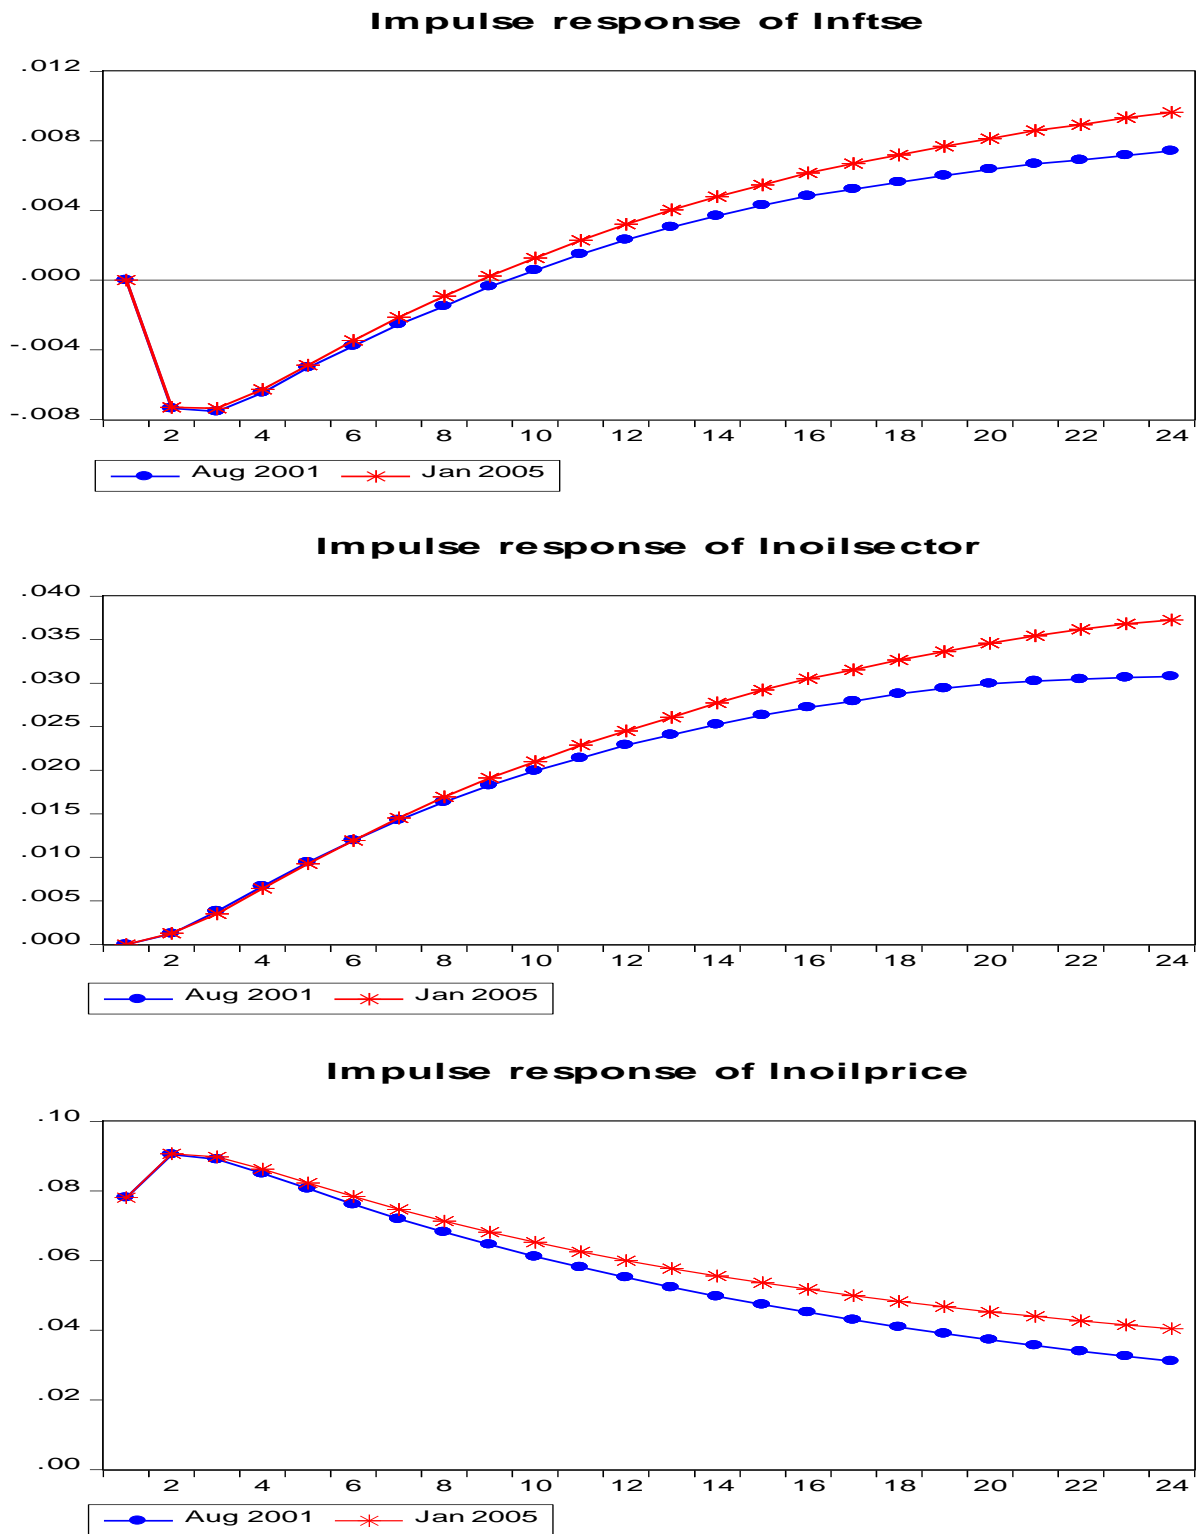 Impulse response of lnftse
.012
.008
.004
.000
-.004
-.008
2 4 6 8 10 12 14 16 18 20 22 24
Aug 2001 Jan 2005
Impulse response of lnoilsector
.040
.035
.030
.025
.020
.015
.010
.005
.000
2 4 6 8 10 12 14 16 18 20 22 24
Aug 2001 Jan 2005
Impulse response of lnoilprice
.10
.08
.06
.04
.02
.00
2 4 6 8 10 12 14 16 18 20 22 24
Aug 2001 Jan 2005